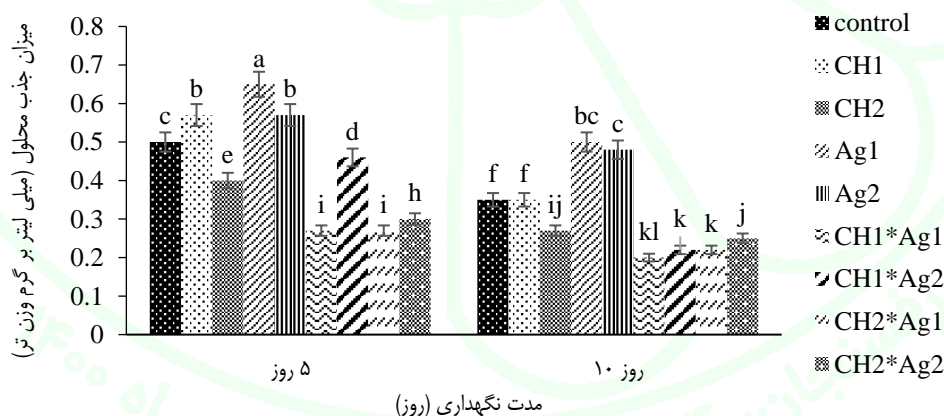 میزان جذب محلول (میلی لیتر بر گرم وزن تر)
0.8
0.7
0.6
0.5
0.4
0.3
0.2
0.1
0
c
b
e
a
b
i
d
i
h
f
f
ij
bc
c
kl
k
k
j
۵ روز
۱۰ روز
مدت نگهداری (روز)
control
CH1
CH2
Ag1
Ag2
CH1*Ag1
CH1*Ag2
CH2*Ag1
CH2*Ag2